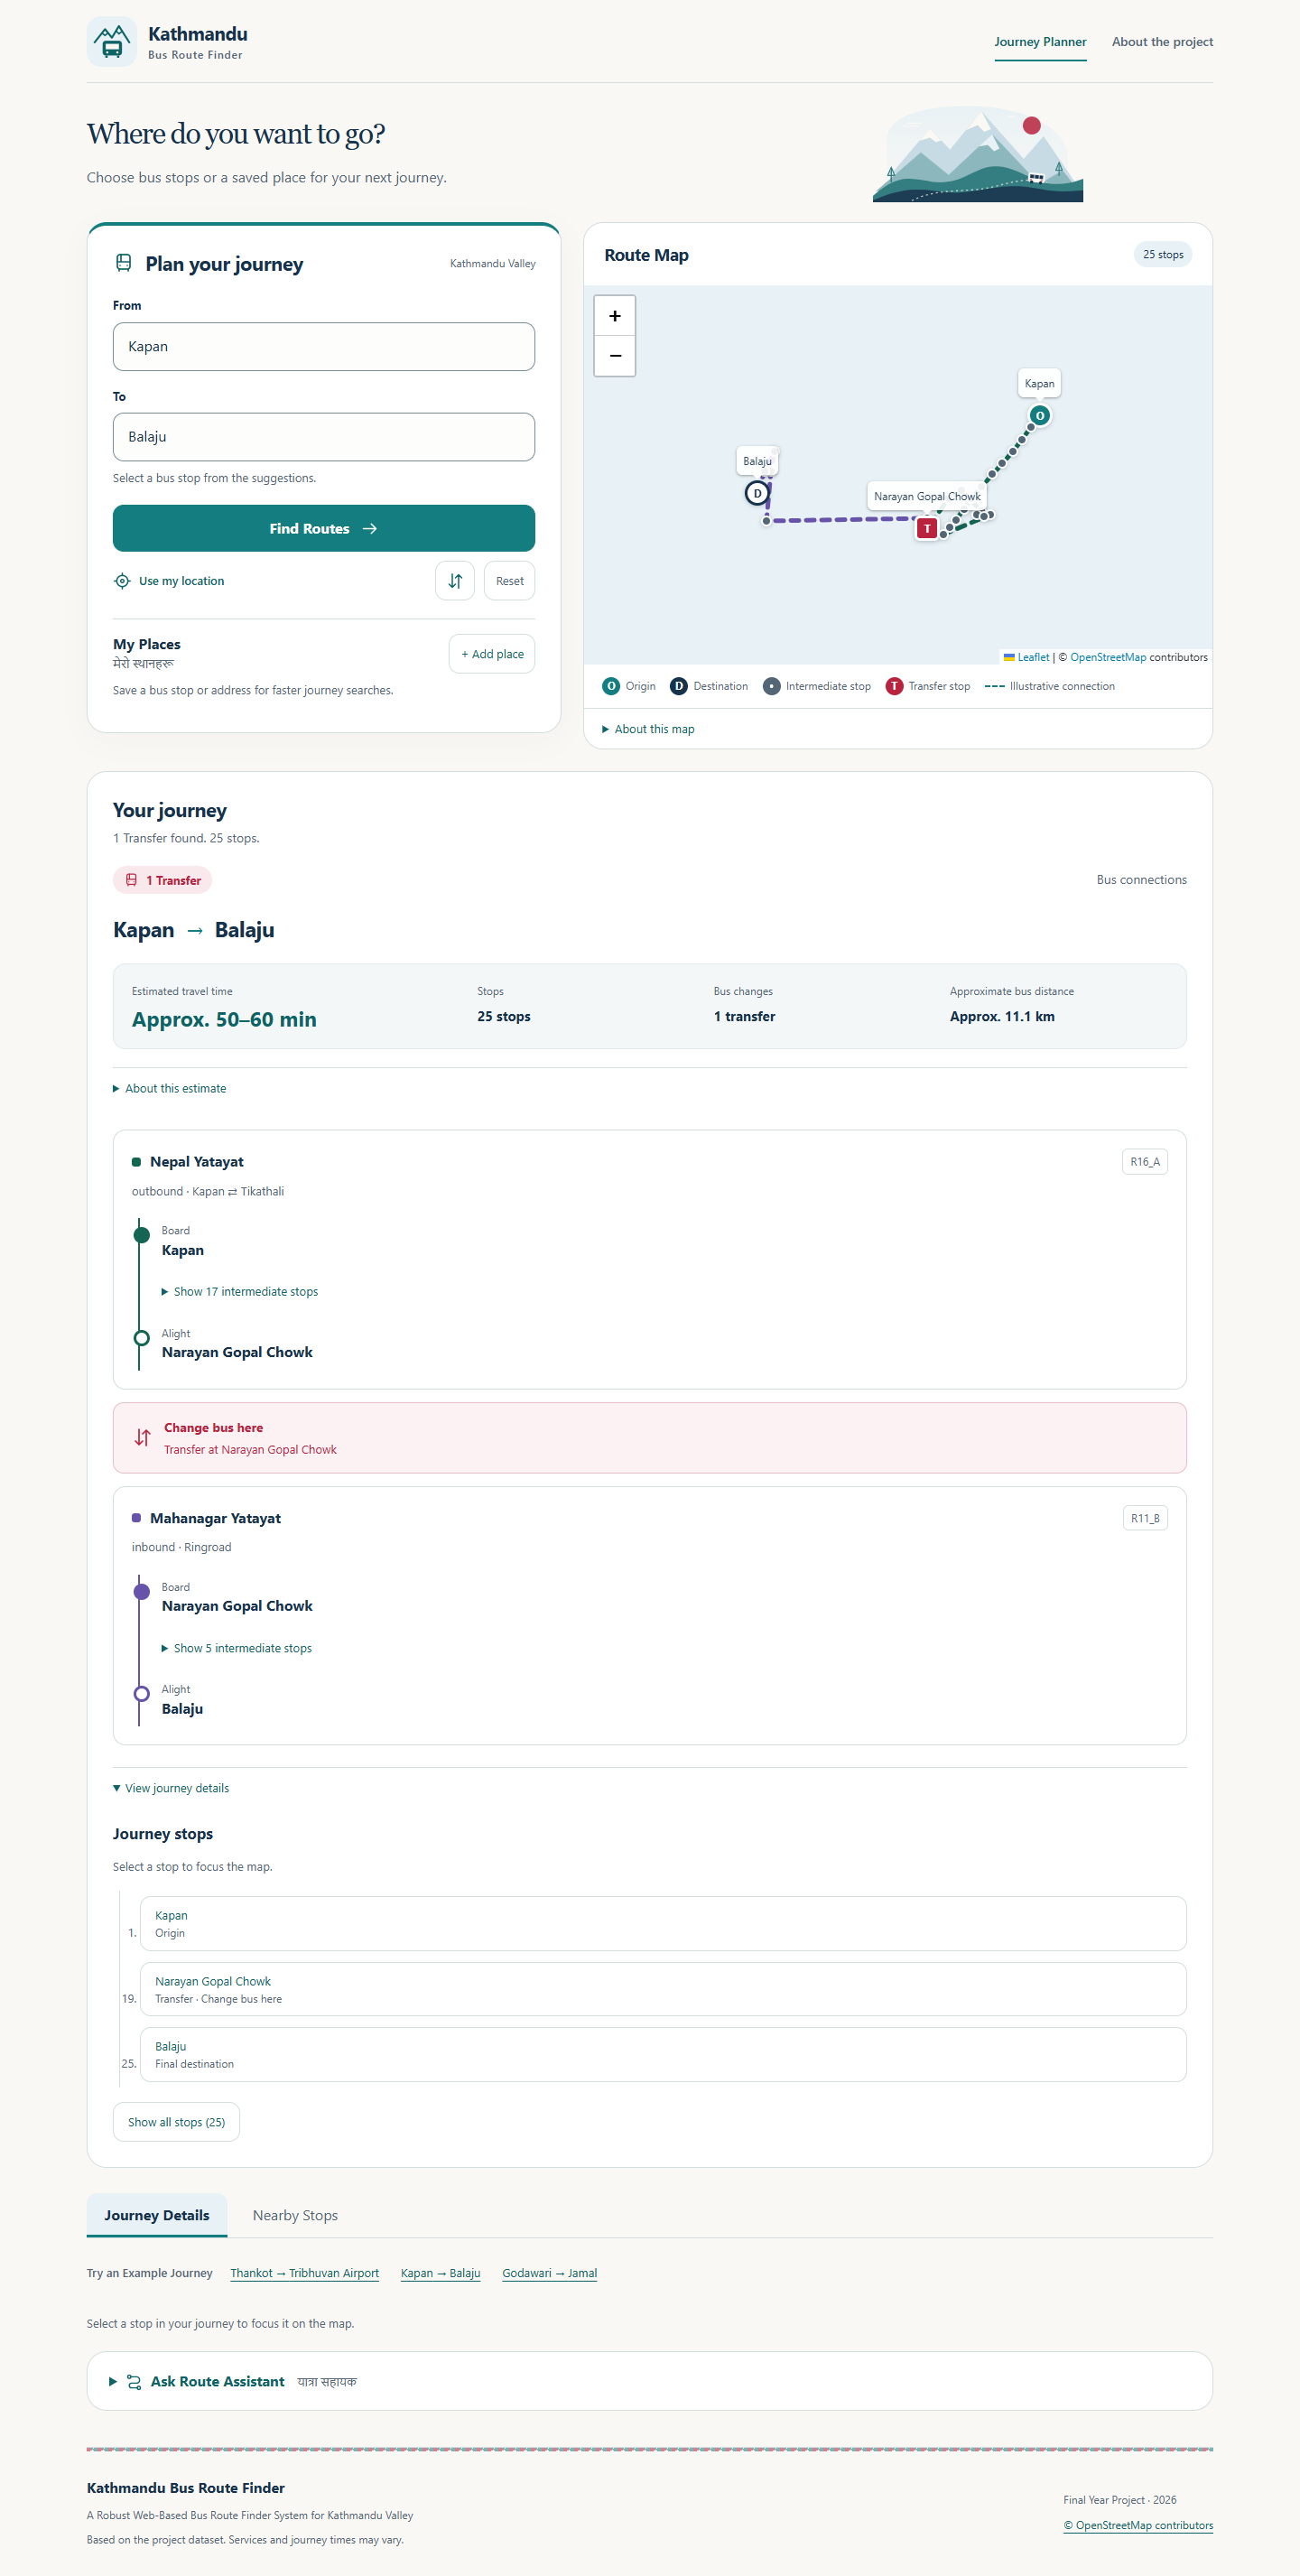 Kathmandu
Bus Route Finder
Journey Planner
About the project
Where do you want to go?
Choose bus stops or a saved place for your next journey.
Plan your journey
Kathmandu Valley
From
Kapan
To
Balaju
Select a bus stop from the suggestions.
Find Routes →
Use my location
Reset
My Places
मेरो स्थानहरू
+ Add place
Save a bus stop or address for faster journey searches.
Route Map
25 stops
+
−
Kapan
O
Balaju
D
Narayan Gopal Chowk
T
Leaflet | © OpenStreetMap contributors
O Origin
D Destination
Intermediate stop
T Transfer stop
Illustrative connection
▶ About this map
Your journey
1 Transfer found. 25 stops.
1 Transfer
Bus connections
Kapan → Balaju
Estimated travel time
Approx. 50–60 min
Stops
25 stops
Bus changes
1 transfer
Approximate bus distance
Approx. 11.1 km
▶ About this estimate
Nepal Yatayat
R16_A
outbound · Kapan ⇄ Tikathali
Board
Kapan
▶ Show 17 intermediate stops
Alight
Narayan Gopal Chowk
Change bus here
Transfer at Narayan Gopal Chowk
Mahanagar Yatayat
R11_B
inbound · Ringroad
Board
Narayan Gopal Chowk
▶ Show 5 intermediate stops
Alight
Balaju
▼ View journey details
Journey stops
Select a stop to focus the map.
1.
Kapan
Origin
19.
Narayan Gopal Chowk
Transfer · Change bus here
25.
Balaju
Final destination
Show all stops (25)
Journey Details
Nearby Stops
Try an Example Journey
Thankot → Tribhuvan Airport
Kapan → Balaju
Godawari → Jamal
Select a stop in your journey to focus it on the map.
▶ Ask Route Assistant यात्रा सहायक
Kathmandu Bus Route Finder
A Robust Web-Based Bus Route Finder System for Kathmandu Valley
Based on the project dataset. Services and journey times may vary.
Final Year Project · 2026
© OpenStreetMap contributors